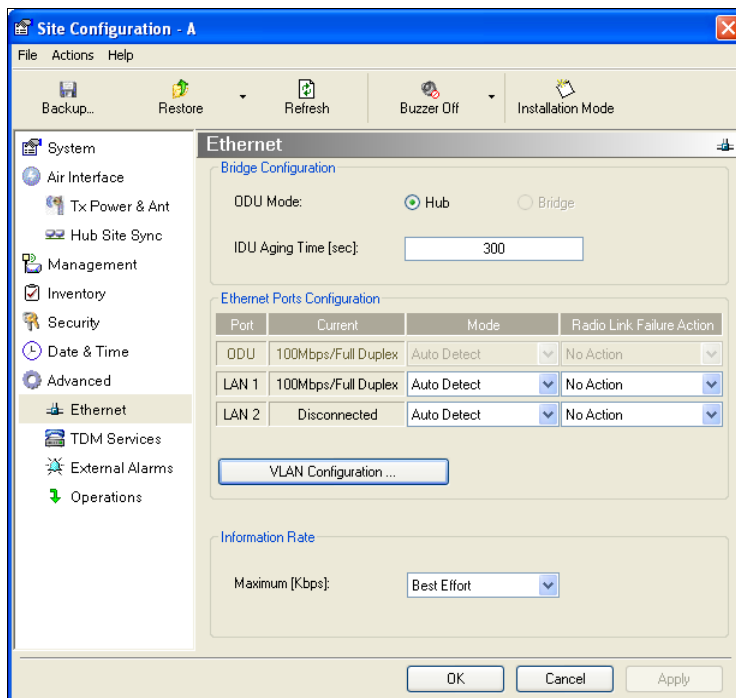 Site Configuration - A
File Actions Help
Backup... Restore Refresh Buzzer Off Installation Mode
System
Air Interface
Tx Power & Ant
Hub Site Sync
Management
Inventory
Security
Date & Time
Advanced
Ethernet
TDM Services
External Alarms
Operations
Ethernet
Bridge Configuration
ODU Mode: Hub Bridge
IDU Aging Time [sec]: 300
Ethernet Ports Configuration
Port Current Mode Radio Link Failure Action
ODU 100Mbps/Full Duplex Auto Detect No Action
LAN 1 100Mbps/Full Duplex Auto Detect No Action
LAN 2 Disconnected Auto Detect No Action
VLAN Configuration ...
Information Rate
Maximum [Kbps]: Best Effort
OK Cancel Apply